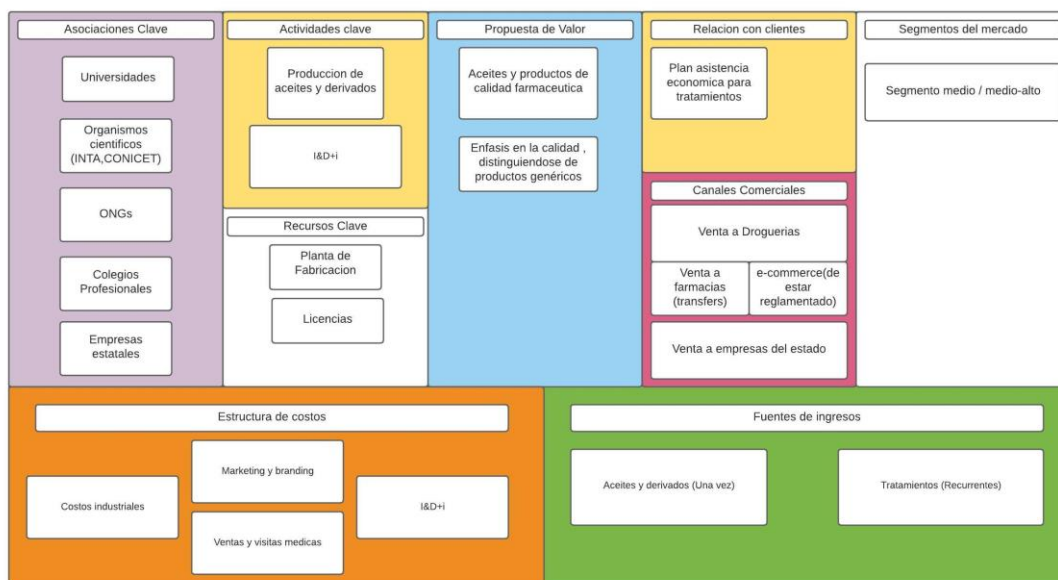 Asociaciones Clave
Universidades
Organismos
cientificos
(INTA,CONICET)
ONGs
Colegios
Profesionales
Empresas
estatales
Actividades clave
Produccion de
aceites y derivados
I&D+i
Recursos Clave
Planta de
Fabricacion
Licencias
Propuesta de Valor
Aceites y productos de
calidad farmaceutica
Enfasis en la calidad ,
distinguiendose de
productos genéricos
Relacion con clientes
Plan asistencia
economica para
tratamientos
Canales Comerciales
Venta a Droguerias
Venta a
farmacias
(transfers)
e-commerce(de
estar
reglamentado)
Venta a empresas del estado
Segmentos del mercado
Segmento medio / medio-alto
Estructura de costos
Costos industriales
Marketing y branding
Ventas y visitas medicas
I&D+i
Fuentes de ingresos
Aceites y derivados (Una vez)
Tratamientos (Recurrentes)